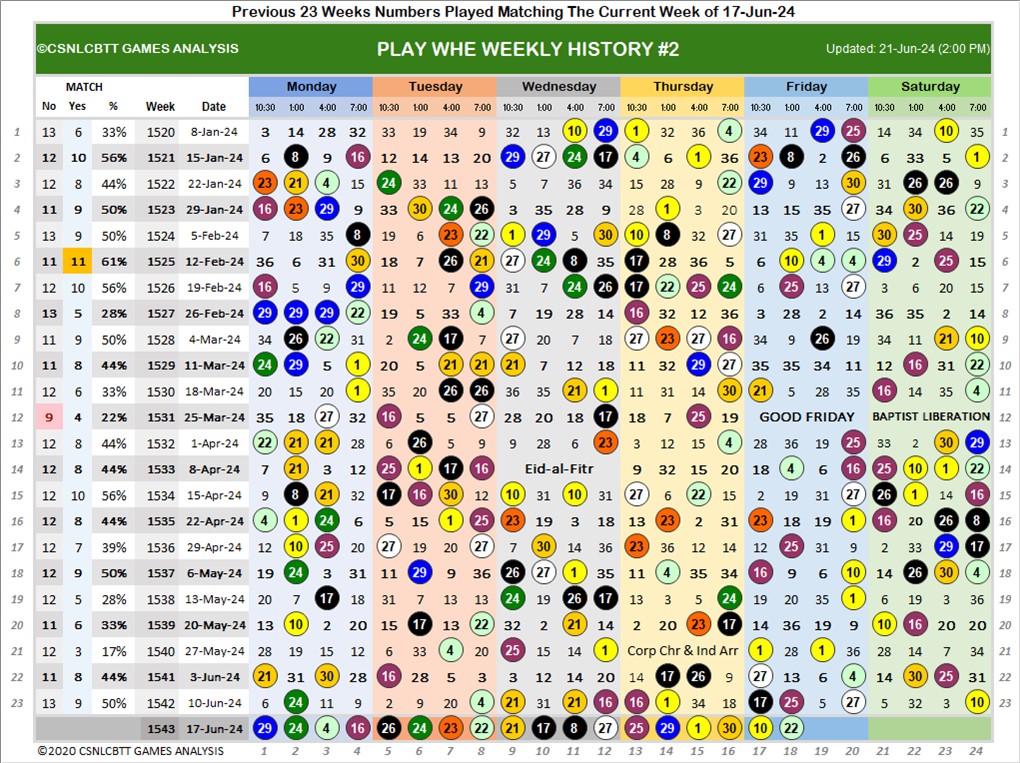 Previous 23 Weeks Numbers Played Matching The Current Week of 17-Jun-24
©CSNLCBTT GAMES ANALYSIS PLAY WHE WEEKLY HISTORY #2 Updated: 21-Jun-24 (2:00 PM)
MATCH Monday Tuesday Wednesday Thursday Friday Saturday
No Yes % Week Date 10:30 1:00 4:00 7:00 10:30 1:00 4:00 7:00 10:30 1:00 4:00 7:00 10:30 1:00 4:00 7:00 10:30 1:00 4:00 7:00 10:30 1:00 4:00 7:00
1 13 6 33% 1520 8-Jan-24 3 14 28 32 33 19 34 9 32 13 10 29 1 32 36 4 34 11 29 25 14 34 10 35 1
2 12 10 56% 1521 15-Jan-24 6 8 9 16 12 14 13 20 29 27 24 17 4 6 1 36 23 8 2 26 6 33 5 1 2
3 12 8 44% 1522 22-Jan-24 23 21 4 15 24 33 11 13 5 7 36 34 15 28 9 22 29 9 13 30 31 26 26 9 3
4 11 9 50% 1523 29-Jan-24 16 23 29 9 33 30 24 26 3 35 28 9 28 1 3 20 13 15 35 27 34 30 36 22 4
5 13 9 50% 1524 5-Feb-24 7 18 35 8 19 6 23 22 1 29 5 30 10 8 32 27 31 35 1 15 30 25 14 19 5
6 11 11 61% 1525 12-Feb-24 36 6 31 30 18 7 26 21 27 24 8 35 17 28 36 5 6 10 4 4 29 2 25 15 6
7 12 10 56% 1526 19-Feb-24 16 5 9 29 11 12 7 29 31 7 24 26 17 22 25 24 6 25 13 27 3 6 20 15 7
8 13 5 28% 1527 26-Feb-24 29 29 29 22 19 5 33 4 7 19 28 14 16 32 12 36 3 28 2 14 36 35 2 14 8
9 11 9 50% 1528 4-Mar-24 34 26 22 31 2 24 17 7 27 20 7 18 27 23 27 16 34 9 26 19 34 11 21 10 9
10 11 8 44% 1529 11-Mar-24 24 29 5 1 20 5 21 21 21 7 12 18 11 32 29 27 35 35 34 11 12 16 31 22 10
11 12 6 33% 1530 18-Mar-24 15 20 20 1 35 20 26 26 36 35 21 1 11 31 14 30 21 5 28 35 16 14 35 4 11
12 9 4 22% 1531 25-Mar-24 35 18 27 32 16 5 5 27 28 20 18 17 18 7 25 19 GOOD FRIDAY BAPTIST LIBERATION 12
13 12 8 44% 1532 1-Apr-24 22 21 21 28 6 26 5 9 9 28 6 23 3 12 15 4 28 36 19 25 33 2 30 29 13
14 12 8 44% 1533 8-Apr-24 7 21 3 12 25 1 17 16 Eid-al-Fitr 9 32 15 20 18 4 6 16 25 10 1 22 14
15 12 10 56% 1534 15-Apr-24 9 8 21 32 17 16 30 12 10 31 10 31 27 6 22 15 2 19 31 27 26 1 14 16 15
16 12 8 44% 1535 22-Apr-24 4 1 24 6 5 15 1 25 23 19 3 18 14 23 2 31 23 18 19 1 16 20 26 8 16
17 12 7 39% 1536 29-Apr-24 12 10 25 20 27 19 20 27 7 30 14 36 23 36 12 14 12 25 31 9 2 33 29 17 17
18 12 9 50% 1537 6-May-24 19 24 3 31 11 29 9 36 26 27 1 35 11 4 35 34 16 9 6 10 14 26 30 4 18
19 12 5 28% 1538 13-May-24 20 7 17 18 31 7 13 13 24 19 26 17 13 3 5 24 19 20 35 1 6 19 3 36 19
20 11 6 33% 1539 20-May-24 13 10 2 20 15 17 13 22 32 2 21 14 2 20 23 17 14 36 19 9 10 16 20 20 20
21 12 3 17% 1540 27-May-24 28 19 15 12 6 33 4 20 25 15 14 1 Corp Chr & Ind Arr 1 28 1 36 28 14 7 34 21
22 11 8 44% 1541 3-Jun-24 21 31 30 28 16 28 5 3 3 12 14 20 14 17 26 9 27 13 6 4 14 30 25 31 22
23 13 9 50% 1542 10-Jun-24 6 24 11 9 2 9 20 4 21 31 21 16 16 1 34 18 17 25 5 27 5 32 3 10 23
1543 17-Jun-24 29 24 4 16 26 24 23 22 21 17 8 27 25 29 1 30 10 22
©2020 CSNLCBTT GAMES ANALYSIS 1 2 3 4 5 6 7 8 9 10 11 12 13 14 15 16 17 18 19 20 21 22 23 24